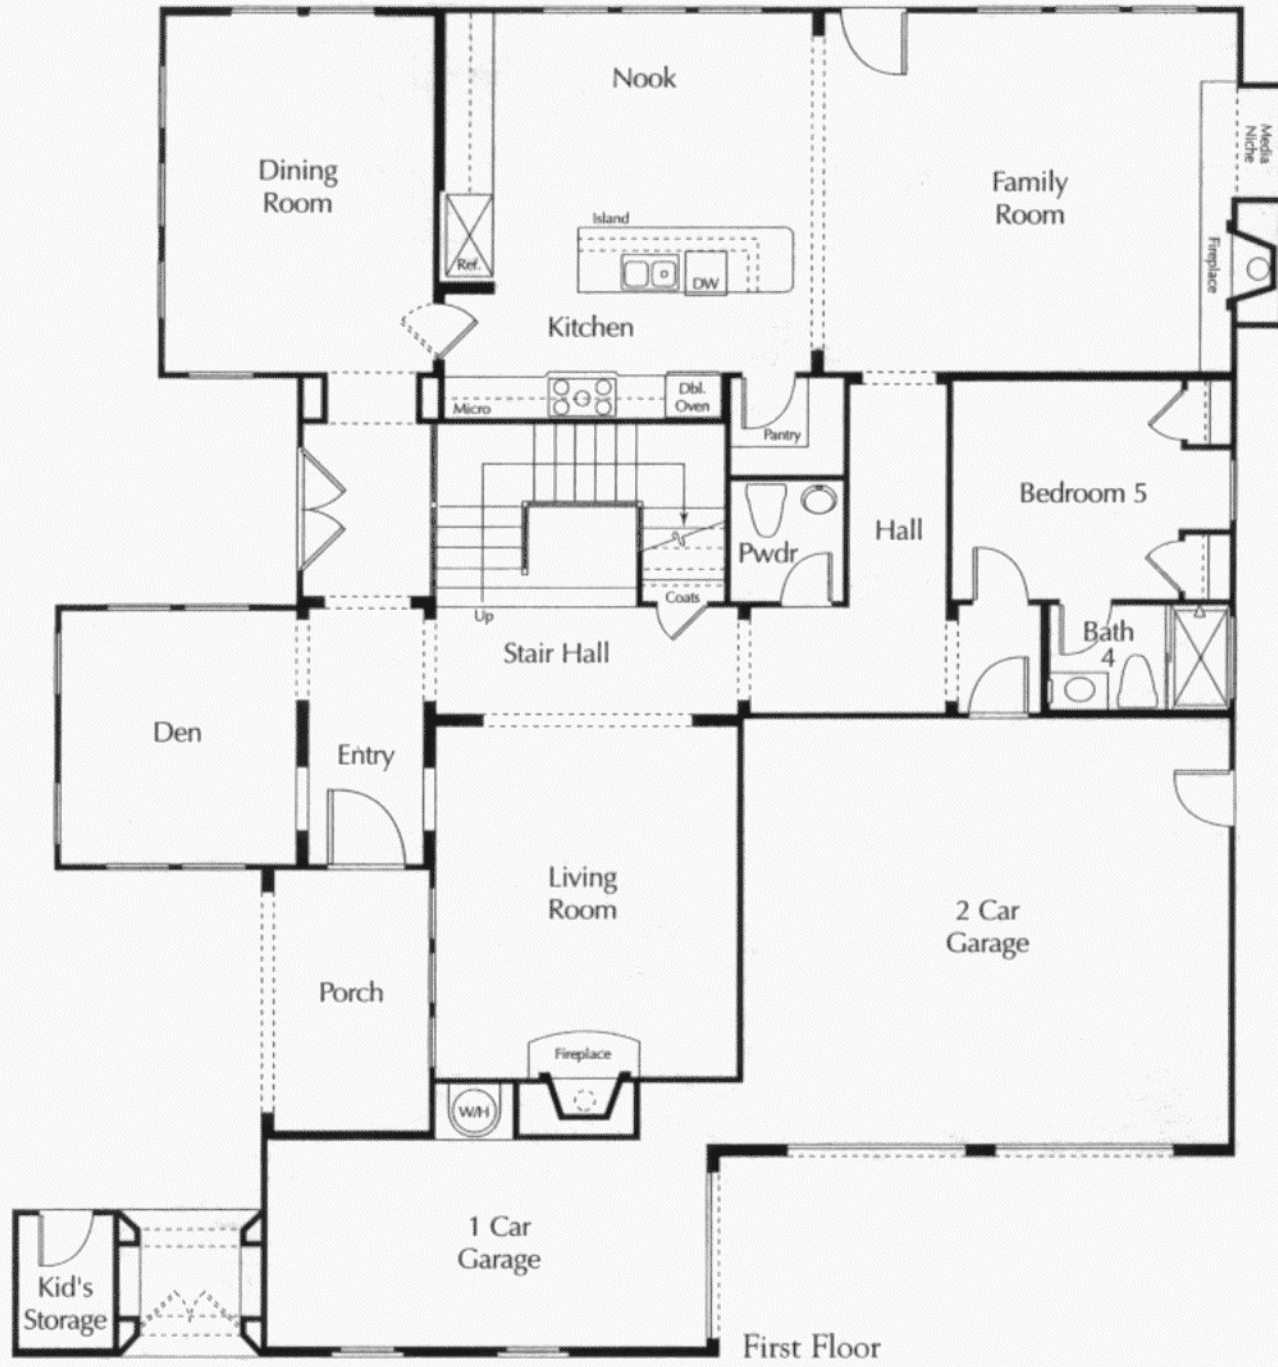 Nook
Dining
Room
Family
Room
Media
Niche
Island
Ref.
DW
Fireplace
Kitchen
Micro
Dbl.
Oven
Pantry
Bedroom 5
Hall
Pwdr
Coats
Up
Stair Hall
Bath
4
Den
Entry
Living
Room
2 Car
Garage
Porch
Fireplace
W/H
1 Car
Garage
Kid's
Storage
First Floor